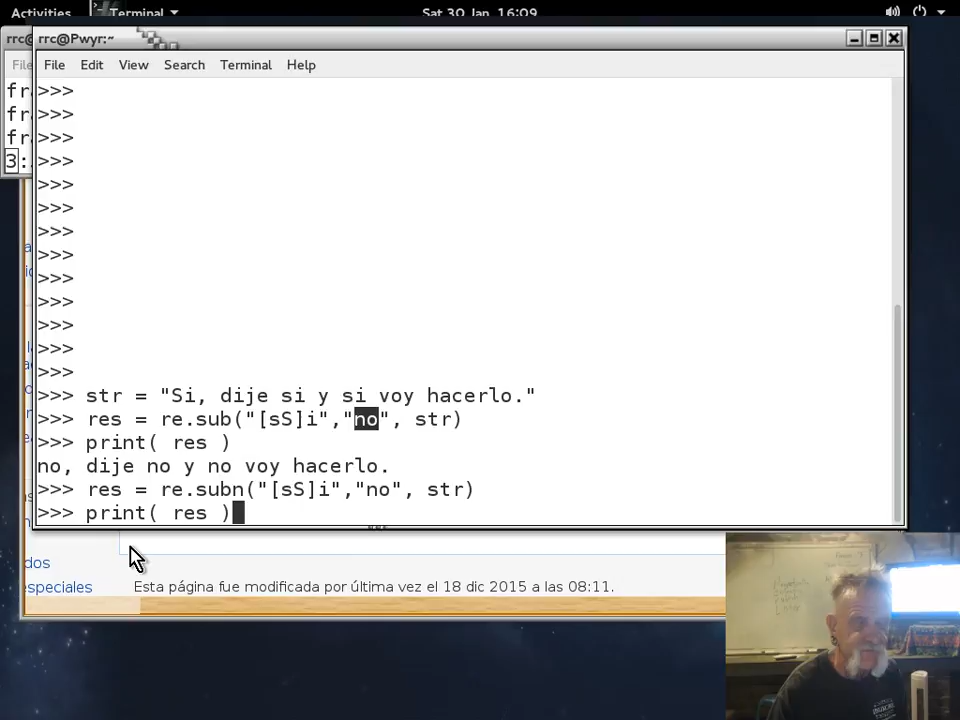 Activities
Terminal
Sat 30 Jan, 16:09
rrc@
rrc@Pwyr:~
File Edit View Search Terminal Help
>>>
>>>
>>>
>>>
>>>
>>>
>>>
>>>
>>>
>>>
>>>
>>>
>>>
>>> str = "Si, dije si y si voy hacerlo."
>>> res = re.sub("[sS]i","no", str)
>>> print( res )
no, dije no y no voy hacerlo.
>>> res = re.subn("[sS]i","no", str)
>>> print( res )
dos
speciales
Esta página fue modificada por última vez el 18 dic 2015 a las 08:11.